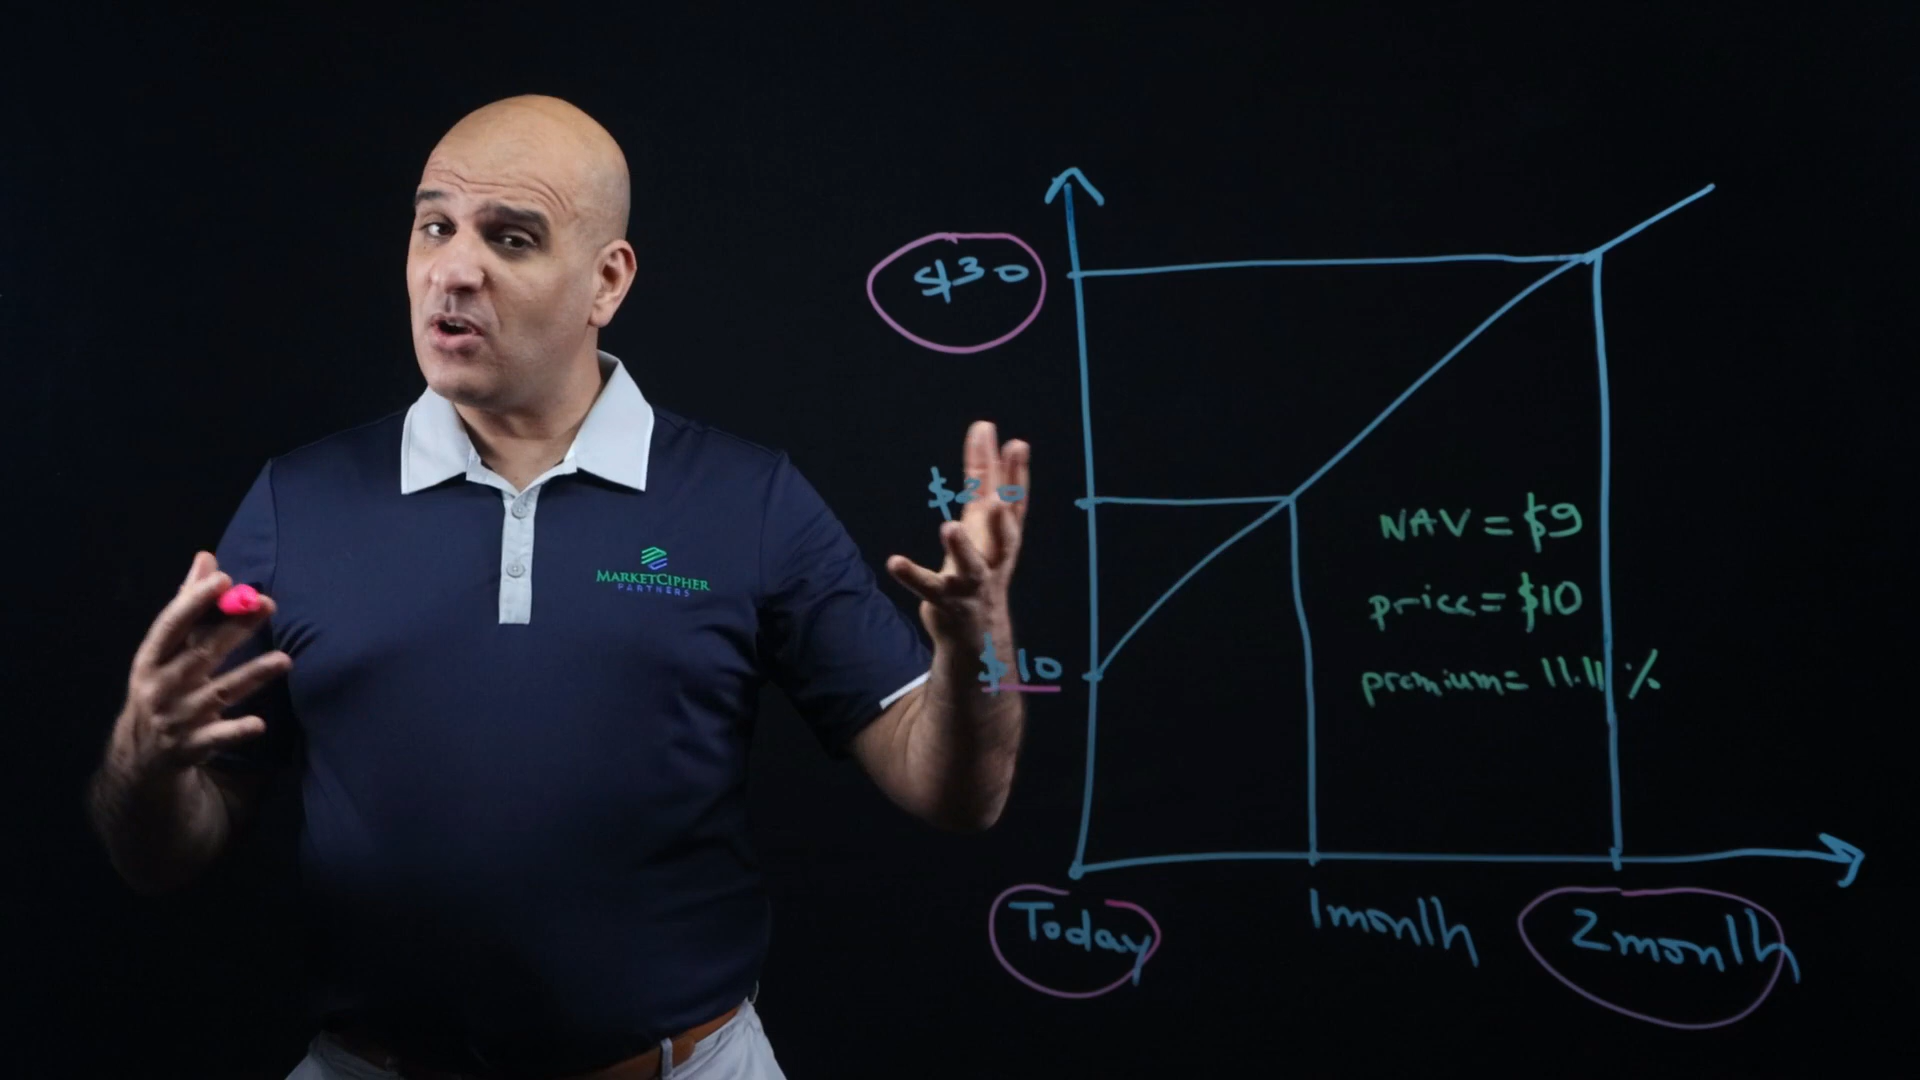 MARKETCIPHER
PARTNERS
$30
$20
$10
NAV = $9
price = $10
premium = 11.11 %
Today
1month
2month